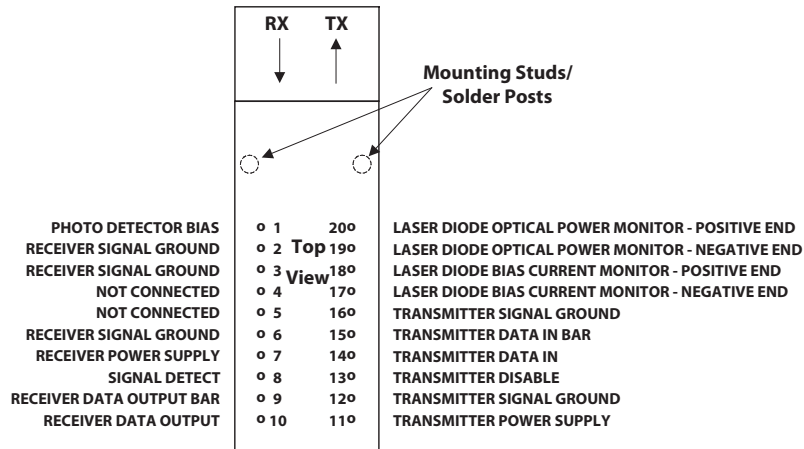 RX TX
Mounting Studs/
Solder Posts
PHOTO DETECTOR BIAS o 1 20 o LASER DIODE OPTICAL POWER MONITOR - POSITIVE END
RECEIVER SIGNAL GROUND o 2 Top 19 o LASER DIODE OPTICAL POWER MONITOR - NEGATIVE END
RECEIVER SIGNAL GROUND o 3 View 18 o LASER DIODE BIAS CURRENT MONITOR - POSITIVE END
NOT CONNECTED o 4 17 o LASER DIODE BIAS CURRENT MONITOR - NEGATIVE END
NOT CONNECTED o 5 16 o TRANSMITTER SIGNAL GROUND
RECEIVER SIGNAL GROUND o 6 15 o TRANSMITTER DATA IN BAR
RECEIVER POWER SUPPLY o 7 14 o TRANSMITTER DATA IN
SIGNAL DETECT o 8 13 o TRANSMITTER DISABLE
RECEIVER DATA OUTPUT BAR o 9 12 o TRANSMITTER SIGNAL GROUND
RECEIVER DATA OUTPUT o 10 11 o TRANSMITTER POWER SUPPLY